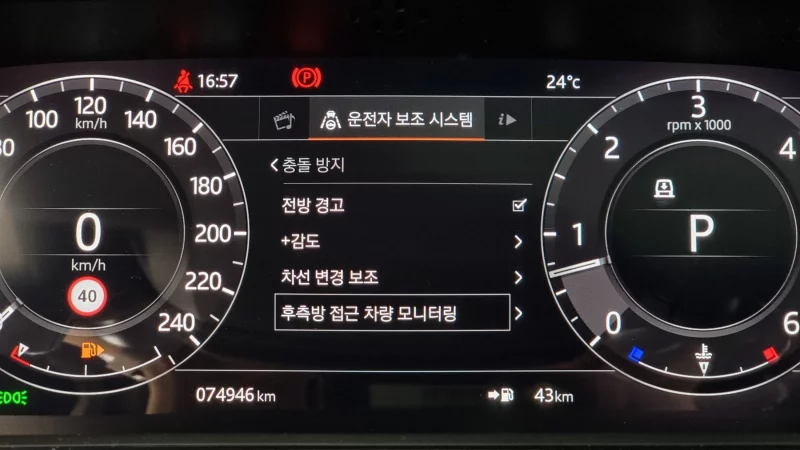 16:57
24°c
운전자 보조 시스템
충돌 방지
전방 경고
+감도
차선 변경 보조
후측방 접근 차량 모니터링
80
100
120
km/h
140
160
180
200
220
240
0
km/h
40
3
rpm x 1000
2
4
1
0
6
P
074946 km
43km